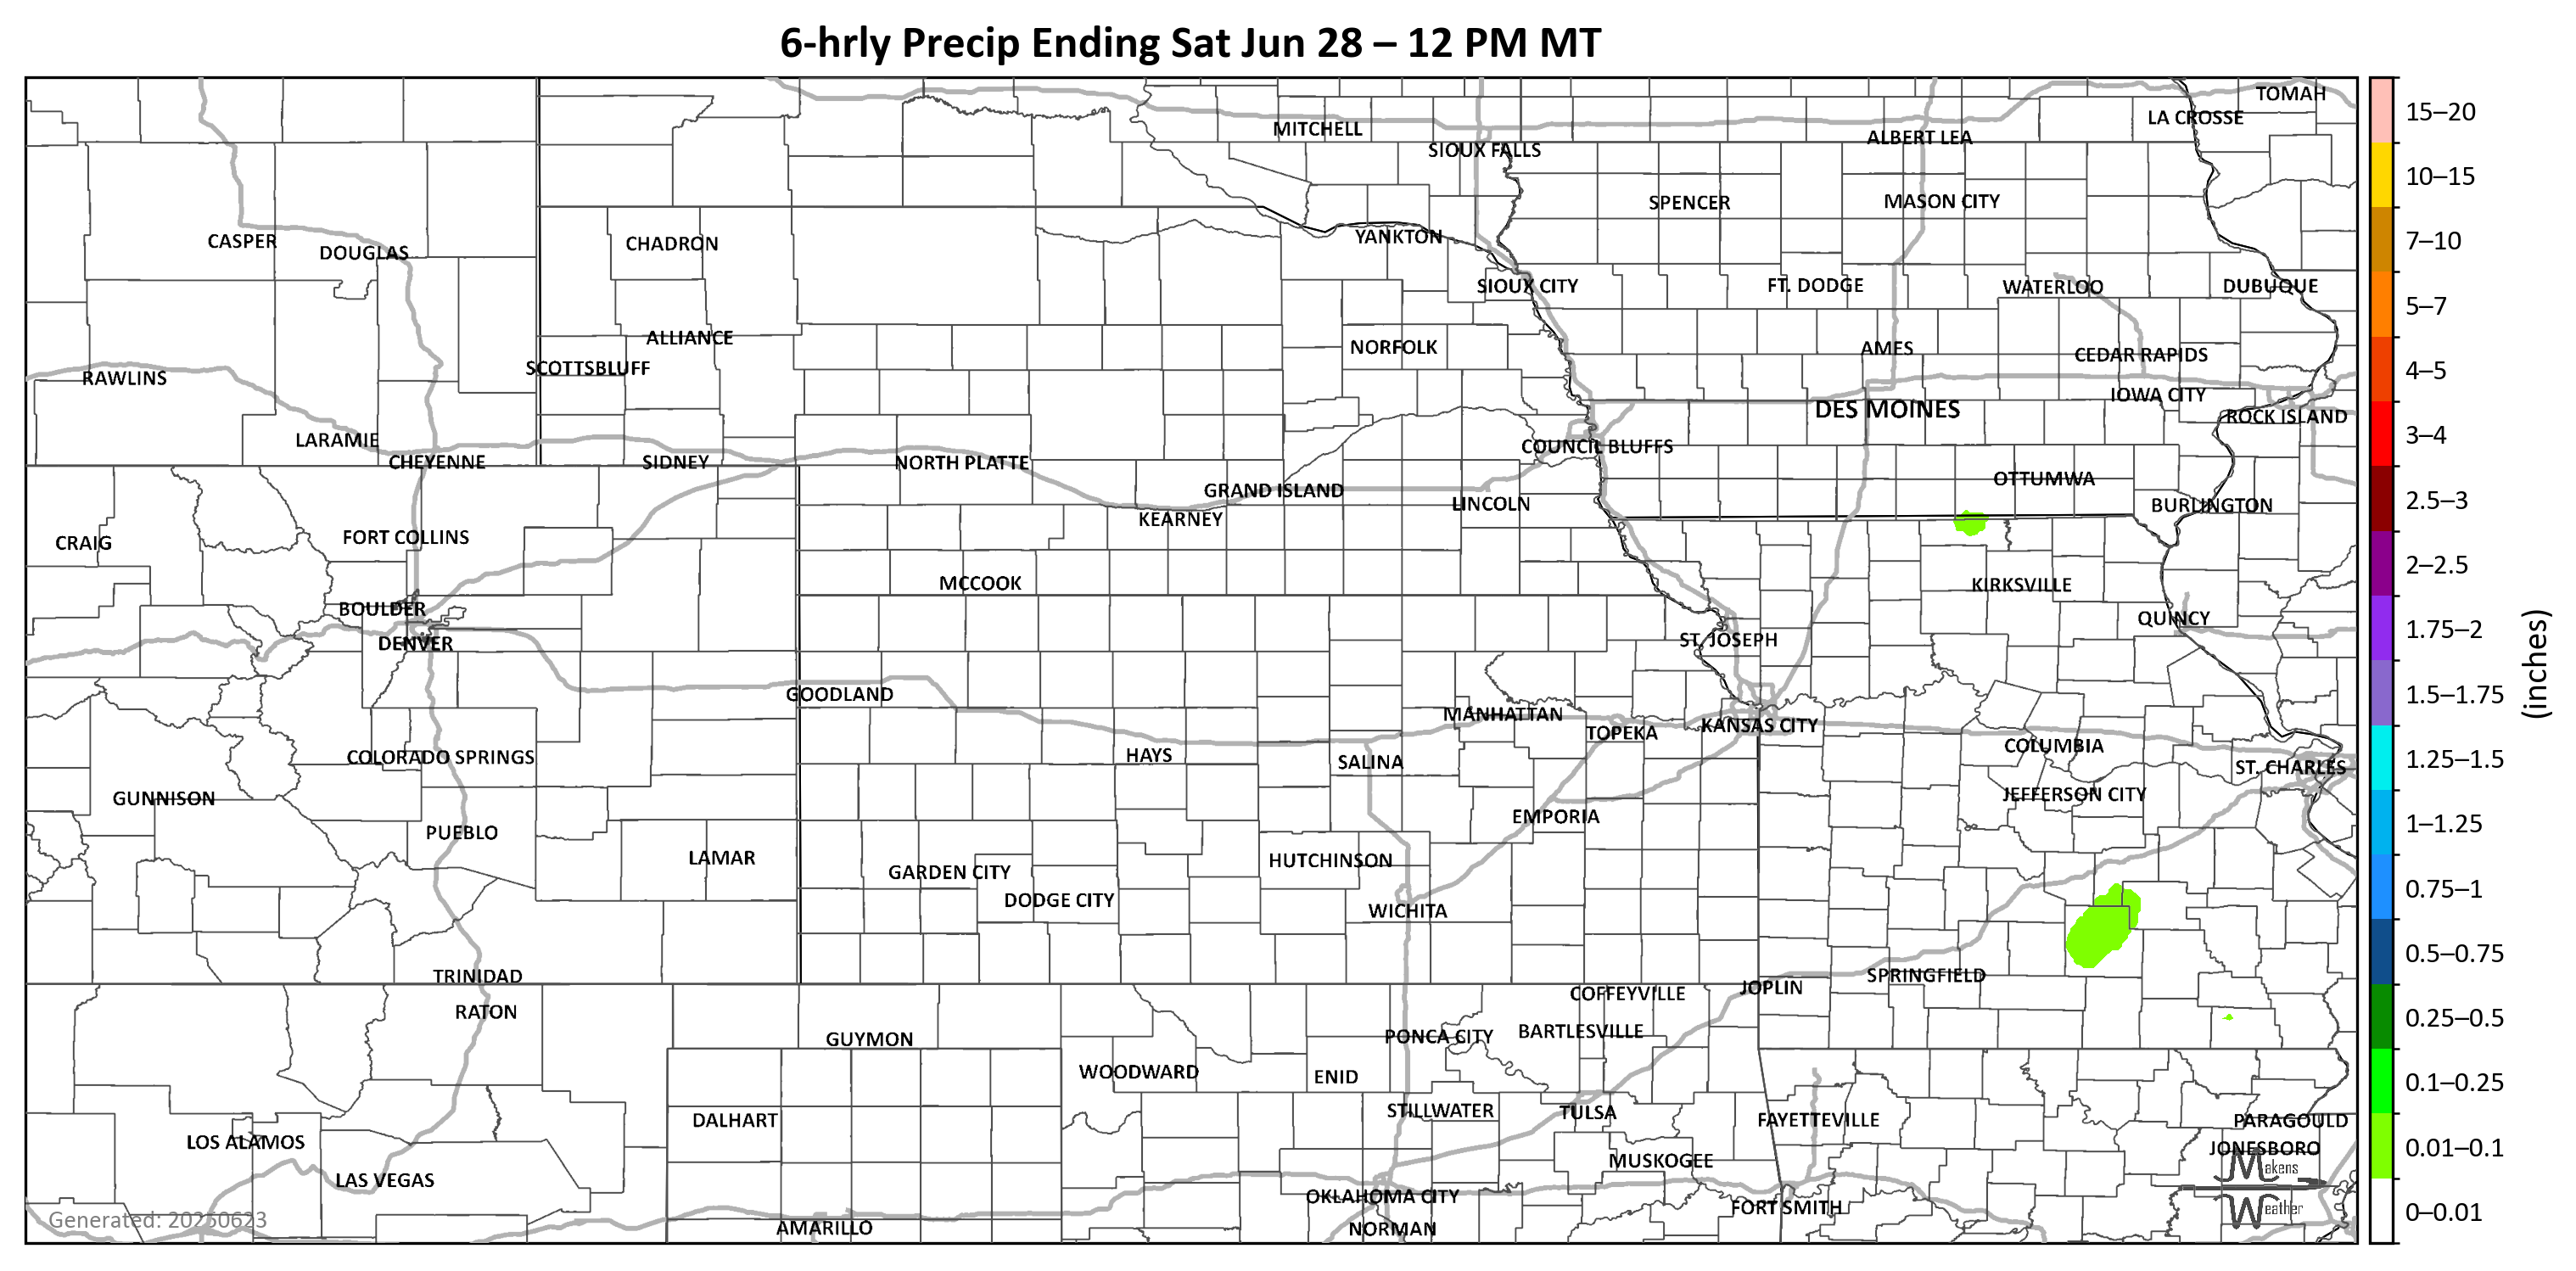 6-hrly Precip Ending Sat Jun 28 – 12 PM MT
TOMAH
LA CROSSE
MITCHELL
ALBERT LEA
SIOUX FALLS
SPENCER
MASON CITY
CASPER
DOUGLAS
CHADRON
YANKTON
SIOUX CITY
FT. DODGE
WATERLOO
DUBUQUE
ALLIANCE
NORFOLK
AMES
CEDAR RAPIDS
SCOTTSBLUFF
RAWLINS
IOWA CITY
DES MOINES
ROCK ISLAND
LARAMIE
COUNCIL BLUFFS
CHEYENNE
SIDNEY
NORTH PLATTE
OTTUMWA
GRAND ISLAND
LINCOLN
BURLINGTON
KEARNEY
FORT COLLINS
CRAIG
MCCOOK
KIRKSVILLE
BOULDER
QUINCY
DENVER
ST. JOSEPH
GOODLAND
MANHATTAN
KANSAS CITY
TOPEKA
COLUMBIA
COLORADO SPRINGS
HAYS
SALINA
ST. CHARLES
GUNNISON
JEFFERSON CITY
EMPORIA
PUEBLO
LAMAR
HUTCHINSON
GARDEN CITY
DODGE CITY
WICHITA
TRINIDAD
SPRINGFIELD
JOPLIN
COFFEYVILLE
RATON
BARTLESVILLE
PONCA CITY
GUYMON
WOODWARD
ENID
STILLWATER
TULSA
DALHART
FAYETTEVILLE
PARAGOULD
LOS ALAMOS
JONESBORO
MUSKOGEE
Makens
LAS VEGAS
OKLAHOMA CITY
FORT SMITH
Weather
Generated: 20250623
AMARILLO
NORMAN
15–20
10–15
7–10
5–7
4–5
3–4
2.5–3
2–2.5
1.75–2
1.5–1.75
1.25–1.5
1–1.25
0.75–1
0.5–0.75
0.25–0.5
0.1–0.25
0.01–0.1
0–0.01
(inches)